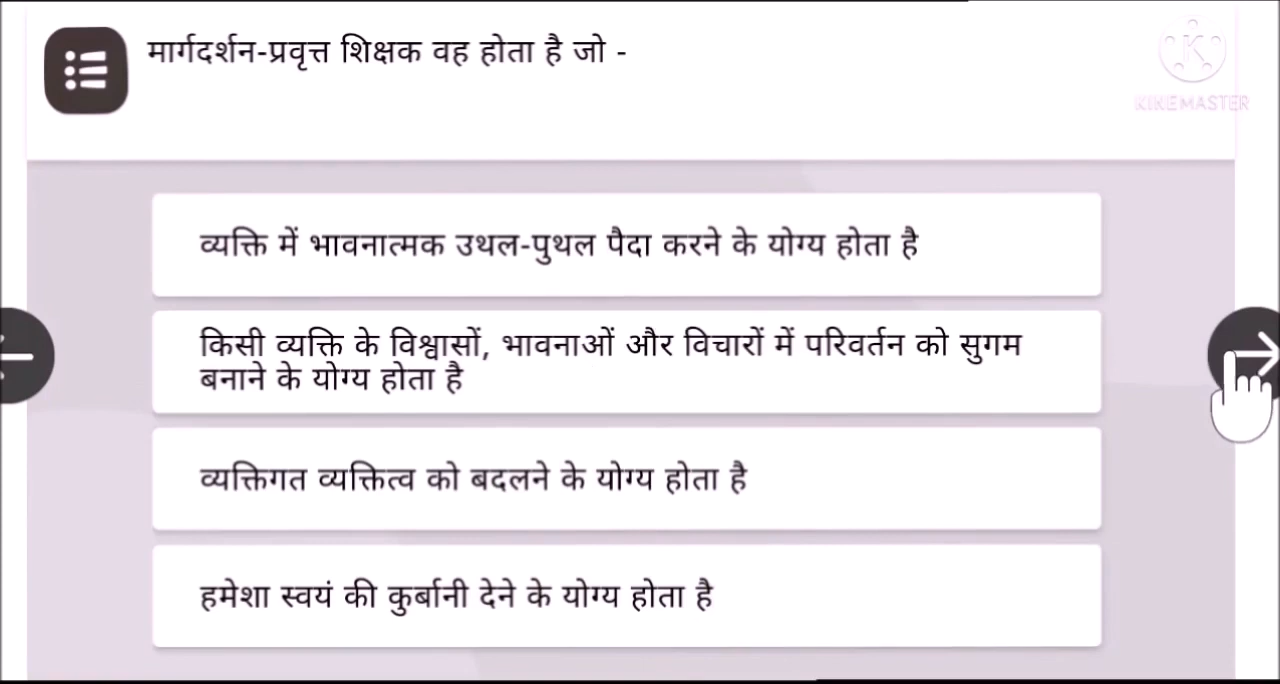 मार्गदर्शन-प्रवृत्त शिक्षक वह होता है जो -
KINEMASTER
व्यक्ति में भावनात्मक उथल-पुथल पैदा करने के योग्य होता है
किसी व्यक्ति के विश्वासों, भावनाओं और विचारों में परिवर्तन को सुगम
बनाने के योग्य होता है
व्यक्तिगत व्यक्तित्व को बदलने के योग्य होता है
हमेशा स्वयं की कुर्बानी देने के योग्य होता है